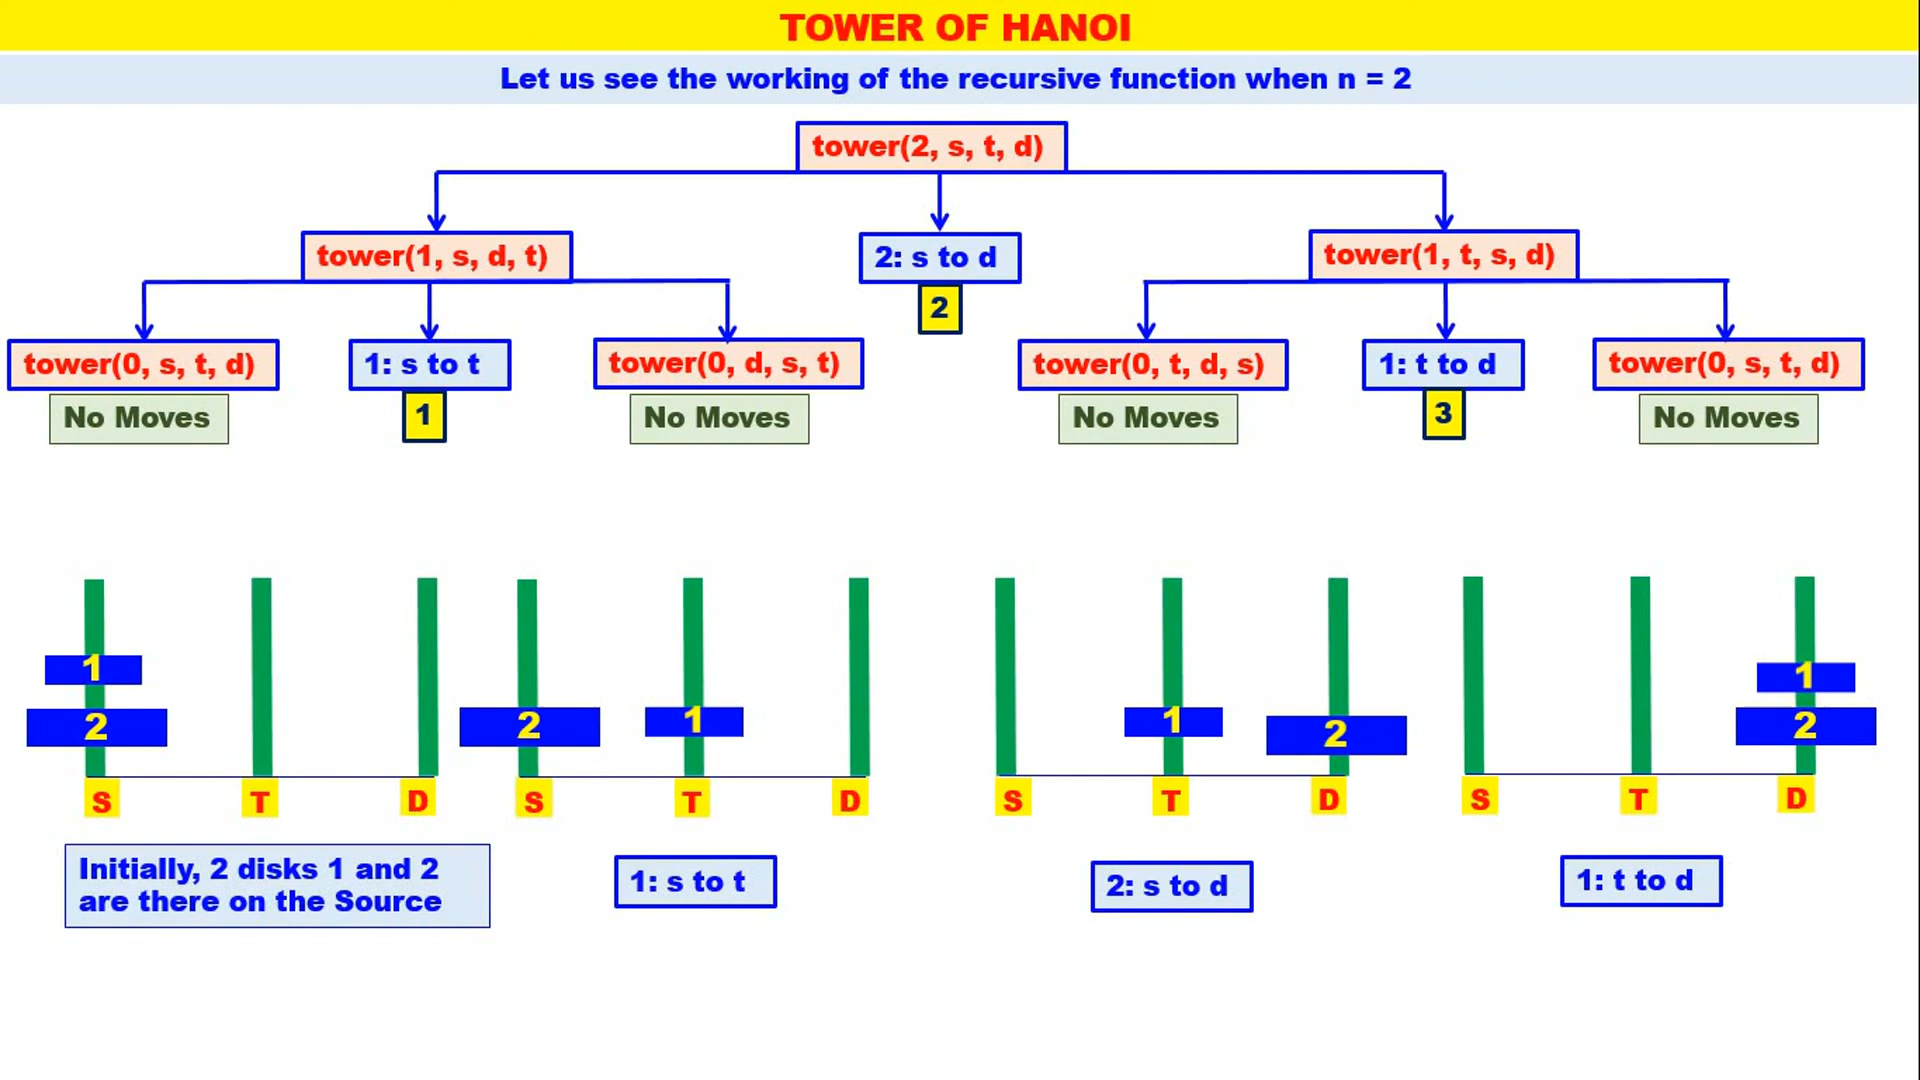 TOWER OF HANOI
Let us see the working of the recursive function when n = 2
tower(2, s, t, d)
tower(1, s, d, t)
2: s to d
tower(1, t, s, d)
2
tower(0, s, t, d)
1: s to t
tower(0, d, s, t)
tower(0, t, d, s)
1: t to d
tower(0, s, t, d)
No Moves
1
No Moves
No Moves
3
No Moves
1
2
S T D
2 1
S T D
1 2
S T D
1
2
S T D
Initially, 2 disks 1 and 2
are there on the Source
1: s to t
2: s to d
1: t to d